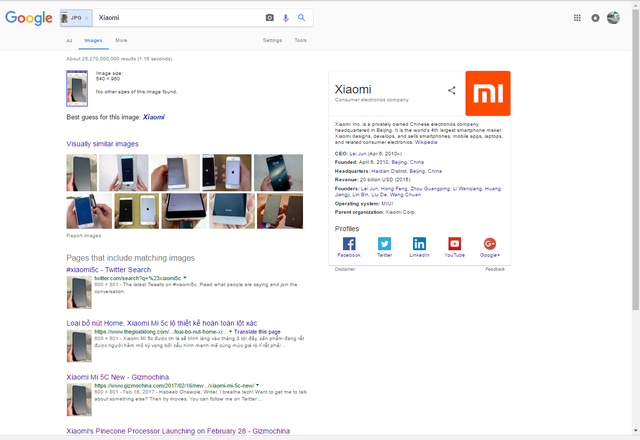 Google JPG × Xiaomi
All Images More Settings Tools
About 25,270,000,000 results (1.16 seconds)
Image size:
540 × 960
No other sizes of this image found.
Best guess for this image: Xiaomi
Visually similar images
Report images
Pages that include matching images
#xiaomi5c - Twitter Search
twitter.com/search?q=%23xiaomi5c
600 × 801 - The latest Tweets on #xiaomi5c. Read what people are saying and join the
conversation.
Loại bỏ nút Home, Xiaomi Mi 5c lộ thiết kế hoàn toàn lột xác
https://www.thegioididong.com/.../loai-bo-nut-home-xi... Translate this page
600 × 801 - Xiaomi Mi 5c được tin là sẽ trình làng vào tháng 3 tới đây, sản phẩm đang rất
được người hâm mộ kỳ vọng bởi cấu hình mạnh mẽ cùng mức giá rẻ rỉ rất phải ...
Xiaomi Mi 5C New - Gizmochina
https://www.gizmochina.com/2017/02/16/new.../xiaomi-mi-5c-new/
600 × 801 - Feb 16, 2017 - Habeeb Onawole. Writer. I breathe tech! Want to get me to talk
about something else? Then try movies. You can follow me on Twitter ...
Xiaomi's Pinecone Processor Launching on February 28 - Gizmochina
Xiaomi
Consumer electronics company
mi
Xiaomi Inc. is a privately owned Chinese electronics company
headquartered in Beijing. It is the world's 4th largest smartphone maker.
Xiaomi designs, develops, and sells smartphones, mobile apps, laptops,
and related consumer electronics. Wikipedia
CEO: Lei Jun (Apr 6, 2010–)
Founded: April 6, 2010, Beijing, China
Headquarters: Haidian District, Beijing, China
Revenue: 20 billion USD (2015)
Founders: Lei Jun, Hong Feng, Zhou Guangping, Li Wanqiang, Huang
Jiangji, Lin Bin, Liu De, Wang Chuan
Operating system: MIUI
Parent organization: Xiaomi Corp.
Profiles
Facebook Twitter LinkedIn YouTube Google+
Disclaimer Feedback